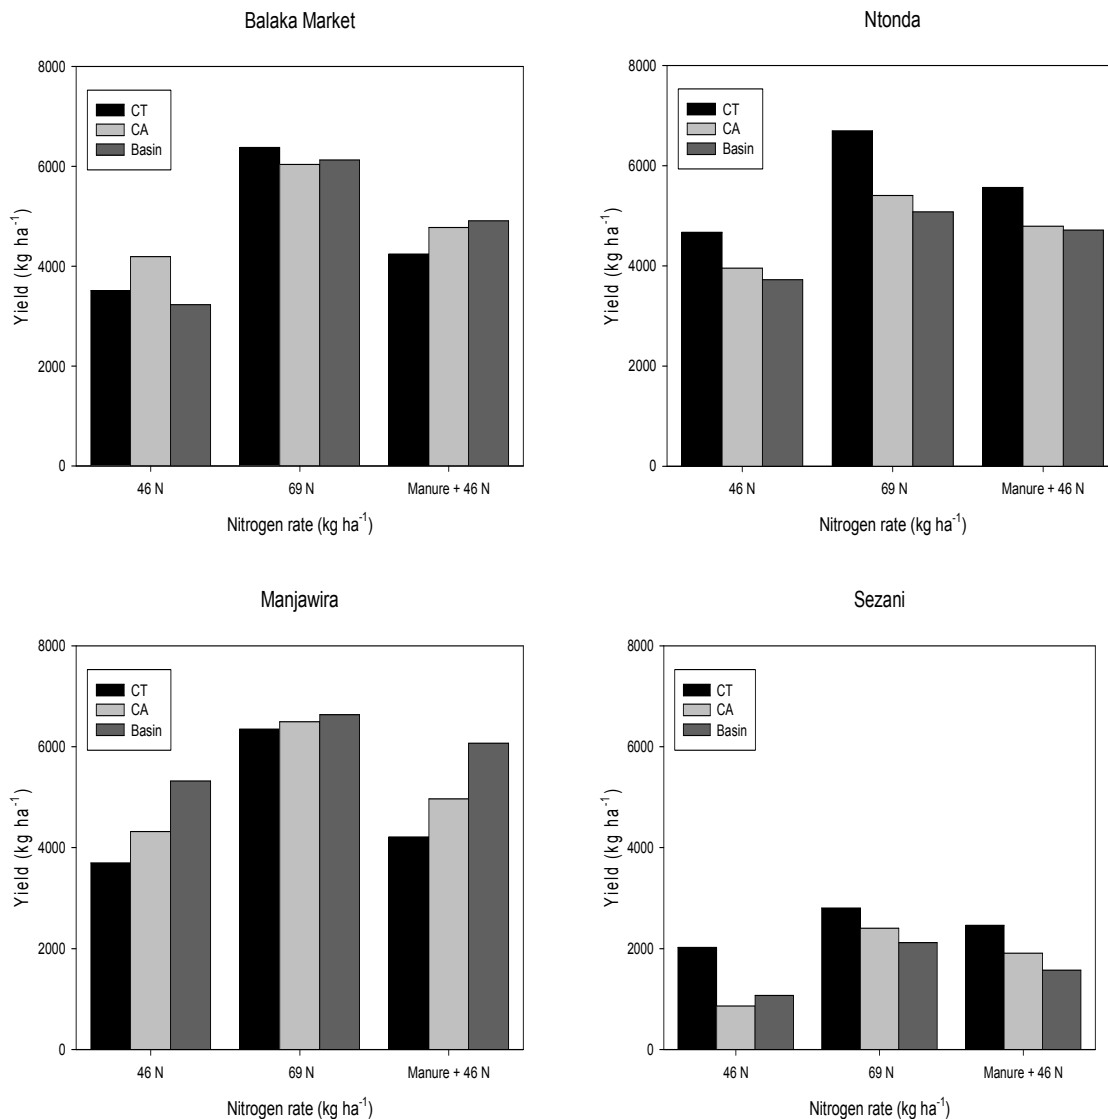 Balaka Market
Yield (kg ha-1)
8000
6000
4000
2000
0
CT
CA
Basin
46 N
69 N
Manure + 46 N
Nitrogen rate (kg ha-1)
Ntonda
Yield (kg ha-1)
8000
6000
4000
2000
0
CT
CA
Basin
46 N
69 N
Manure + 46 N
Nitrogen rate (kg ha-1)
Manjawira
Yield (kg ha-1)
8000
6000
4000
2000
0
CT
CA
Basin
46 N
69 N
Manure + 46 N
Nitrogen rate (kg ha-1)
Sezani
Yield (kg ha-1)
8000
6000
4000
2000
0
CT
CA
Basin
46 N
69 N
Manure + 46 N
Nitrogen rate (kg ha-1)